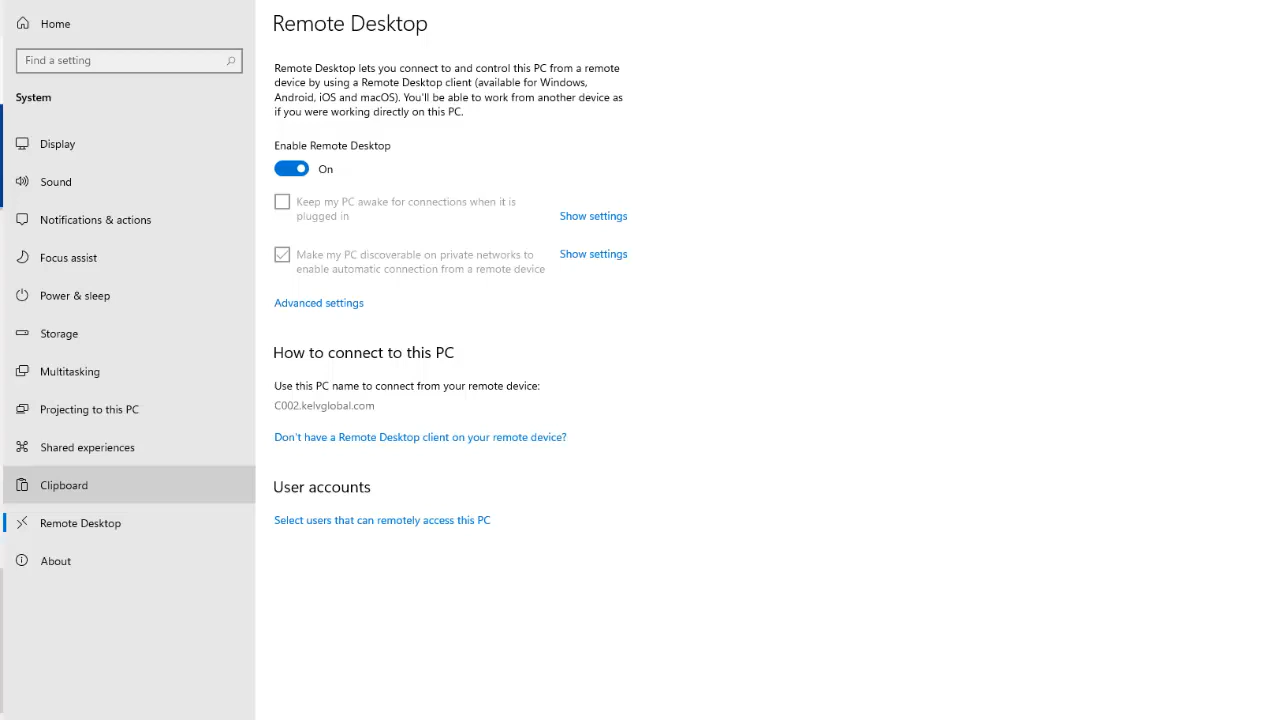 Home
Find a setting
System
Display
Sound
Notifications & actions
Focus assist
Power & sleep
Storage
Multitasking
Projecting to this PC
Shared experiences
Clipboard
Remote Desktop
About
Remote Desktop
Remote Desktop lets you connect to and control this PC from a remote
device by using a Remote Desktop client (available for Windows,
Android, iOS and macOS). You'll be able to work from another device as
if you were working directly on this PC.
Enable Remote Desktop
On
Keep my PC awake for connections when it is
plugged in
Show settings
Make my PC discoverable on private networks to
enable automatic connection from a remote device
Show settings
Advanced settings
How to connect to this PC
Use this PC name to connect from your remote device:
C002.kelvglobal.com
Don't have a Remote Desktop client on your remote device?
User accounts
Select users that can remotely access this PC